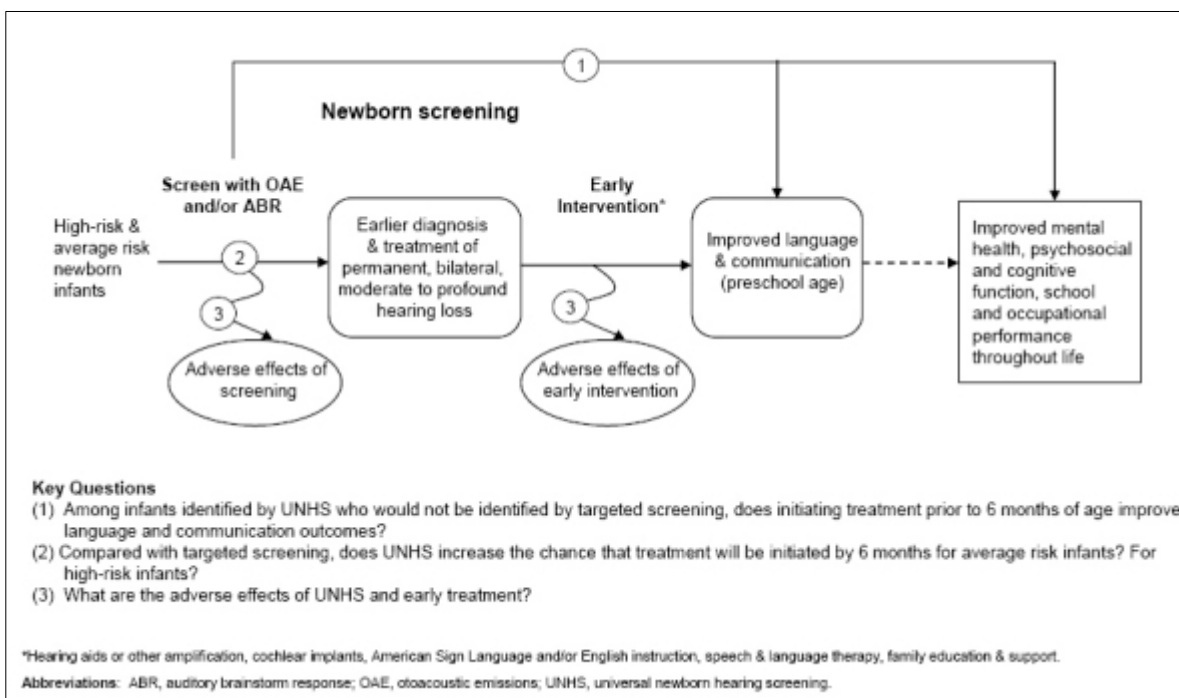 1
Newborn screening
Screen with OAE
and/or ABR
Early
Intervention*
High-risk &
average risk
newborn
infants
2
Earlier diagnosis
& treatment of
permanent, bilateral,
moderate to profound
hearing loss
Improved language
& communication
(preschool age)
Improved mental
health, psychosocial
and cognitive
function, school
and occupational
performance
throughout life
3
3
Adverse effects of
screening
Adverse effects of
early intervention
Key Questions
(1) Among infants identified by UNHS who would not be identified by targeted screening, does initiating treatment prior to 6 months of age improve
language and communication outcomes?
(2) Compared with targeted screening, does UNHS increase the chance that treatment will be initiated by 6 months for average risk infants? For
high-risk infants?
(3) What are the adverse effects of UNHS and early treatment?
*Hearing aids or other amplification, cochlear implants, American Sign Language and/or English instruction, speech & language therapy, family education & support.
Abbreviations: ABR, auditory brainstorm response; OAE, otoacoustic emissions; UNHS, universal newborn hearing screening.